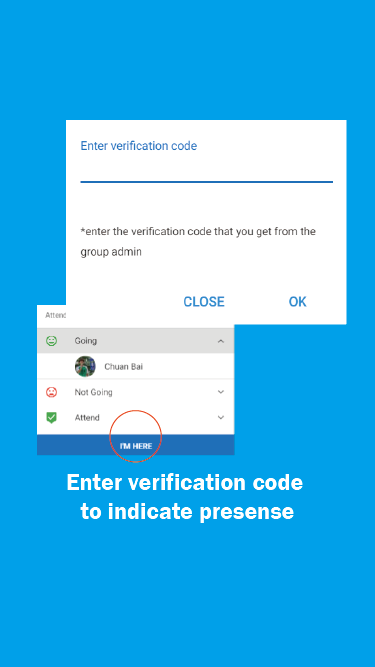 Enter verification code
*enter the verification code that you get from the
group admin
CLOSE OK
Attend
Going
Chuan Bai
Not Going
Attend
I'M HERE
Enter verification code
to indicate presense